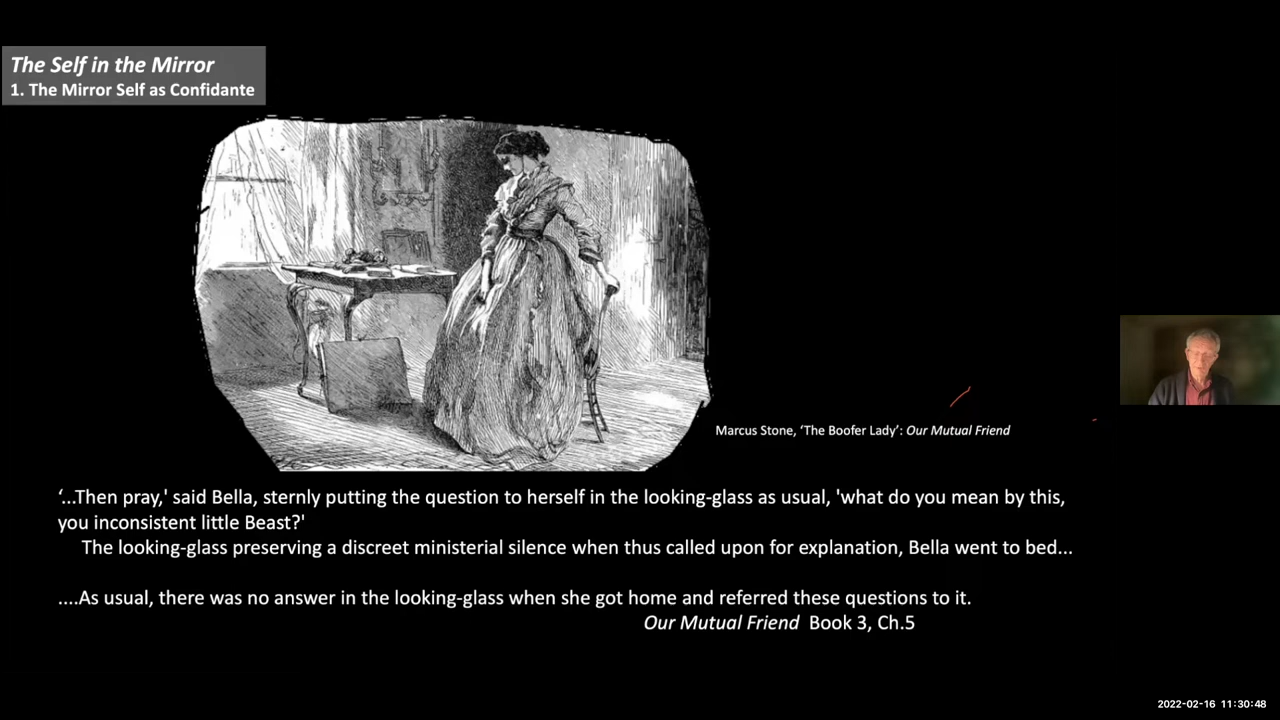 The Self in the Mirror
1. The Mirror Self as Confidante
Marcus Stone, ‘The Boofer Lady’: Our Mutual Friend
‘...Then pray,' said Bella, sternly putting the question to herself in the looking-glass as usual, 'what do you mean by this,
you inconsistent little Beast?'
The looking-glass preserving a discreet ministerial silence when thus called upon for explanation, Bella went to bed...
....As usual, there was no answer in the looking-glass when she got home and referred these questions to it.
Our Mutual Friend Book 3, Ch.5
2022-02-16 11:30:48